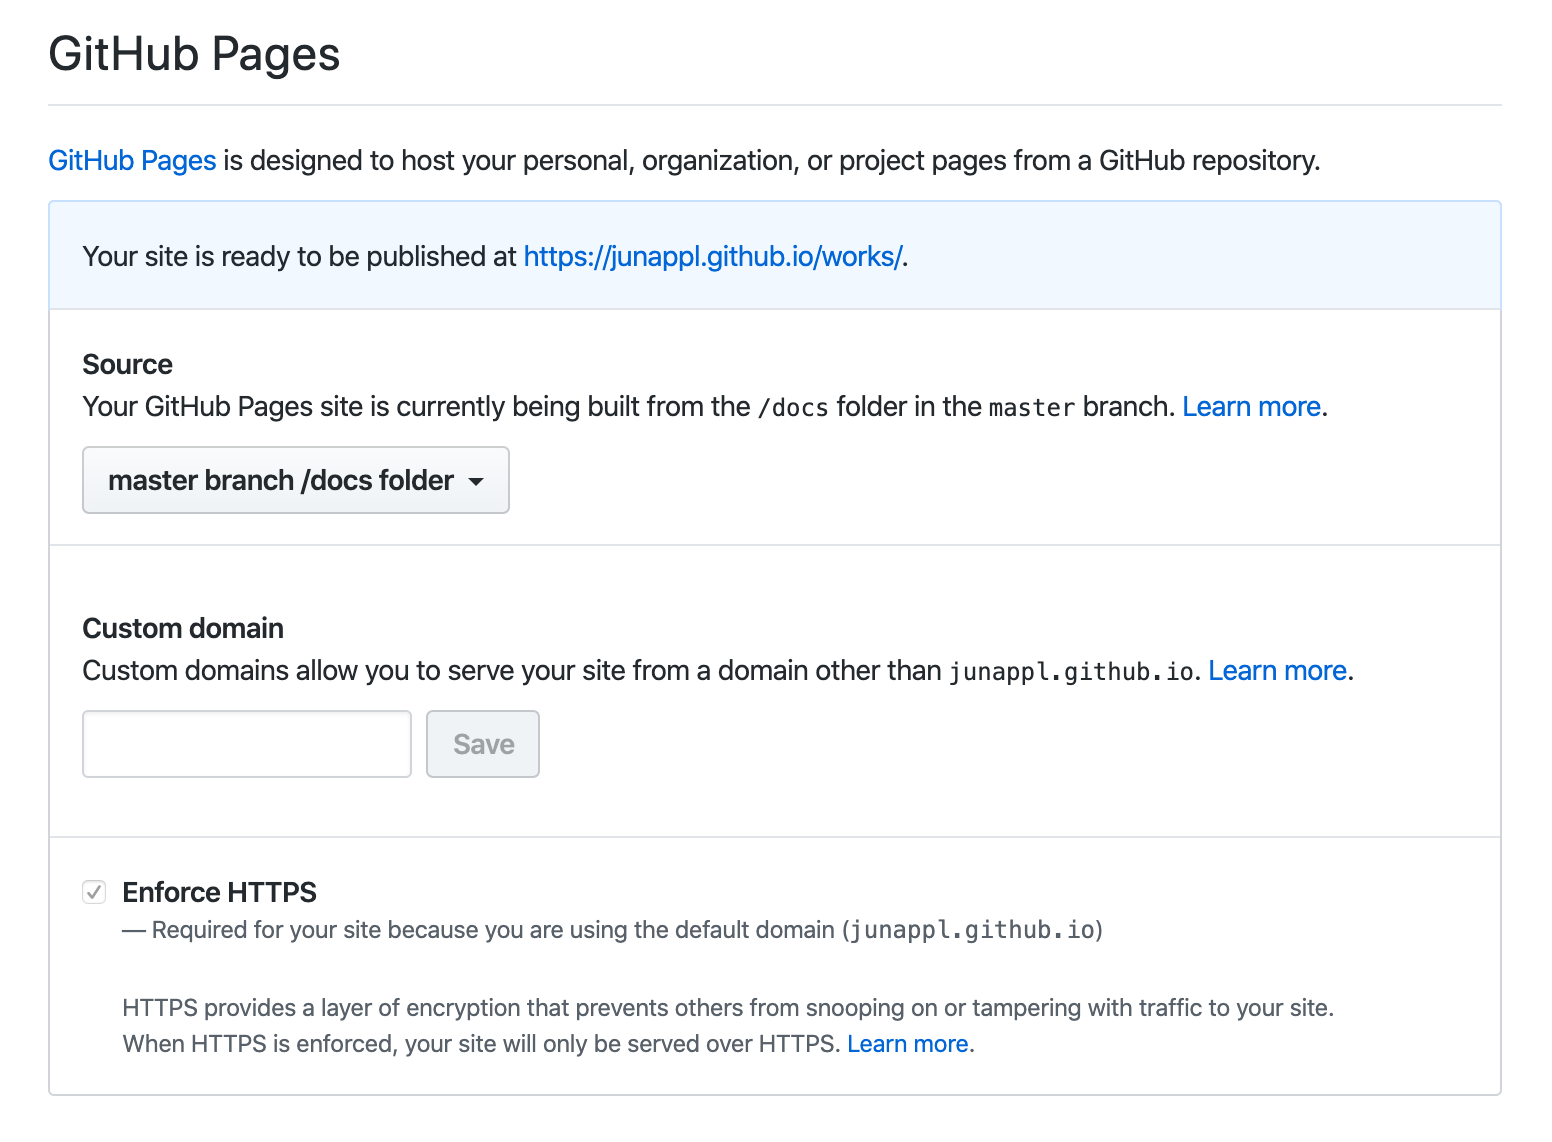 GitHub Pages
GitHub Pages is designed to host your personal, organization, or project pages from a GitHub repository.
Your site is ready to be published at https://junappl.github.io/works/.
Source
Your GitHub Pages site is currently being built from the /docs folder in the master branch. Learn more.
master branch /docs folder
Custom domain
Custom domains allow you to serve your site from a domain other than junappl.github.io. Learn more.
Save
Enforce HTTPS
— Required for your site because you are using the default domain (junappl.github.io)
HTTPS provides a layer of encryption that prevents others from snooping on or tampering with traffic to your site.
When HTTPS is enforced, your site will only be served over HTTPS. Learn more.